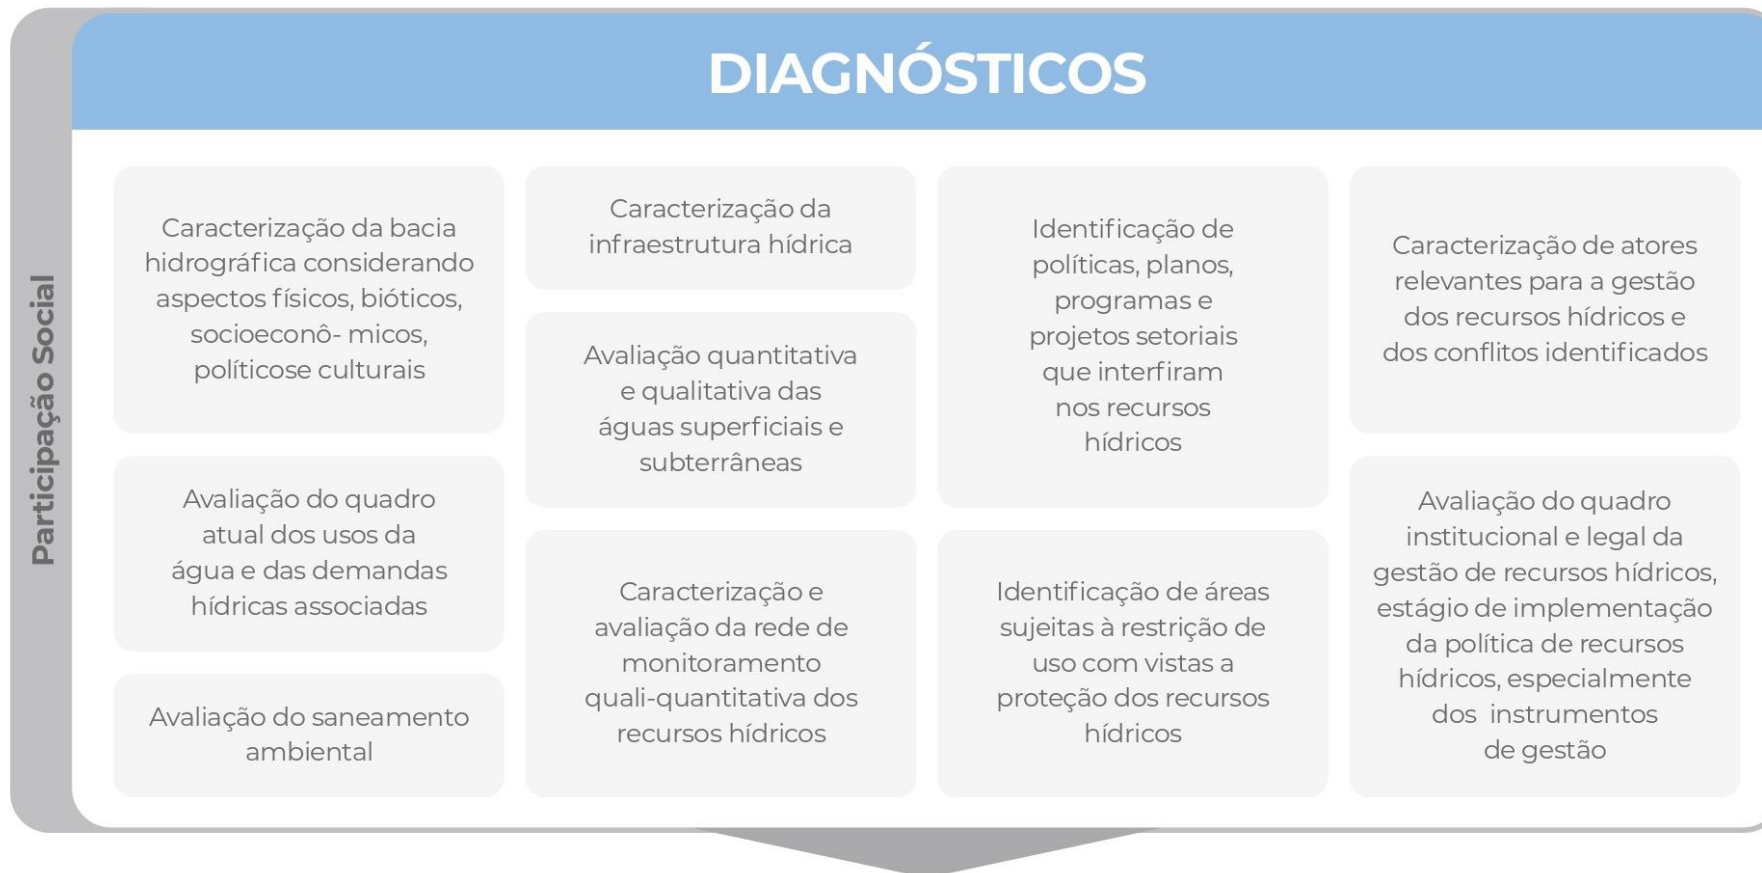 DIAGNÓSTICOS
Participação Social
Caracterização da bacia
hidrográfica considerando
aspectos físicos, bióticos,
socioeconô- micos,
políticose culturais
Avaliação do quadro
atual dos usos da
água e das demandas
hídricas associadas
Avaliação do saneamento
ambiental
Caracterização da
infraestrutura hídrica
Avaliação quantitativa
e qualitativa das
águas superficiais e
subterrâneas
Caracterização e
avaliação da rede de
monitoramento
quali-quantitativa dos
recursos hídricos
Identificação de
políticas, planos,
programas e
projetos setoriais
que interfiram
nos recursos
hídricos
Identificação de áreas
sujeitas à restrição de
uso com vistas a
proteção dos recursos
hídricos
Caracterização de atores
relevantes para a gestão
dos recursos hídricos e
dos conflitos identificados
Avaliação do quadro
institucional e legal da
gestão de recursos hídricos,
estágio de implementação
da política de recursos
hídricos, especialmente
dos instrumentos
de gestão